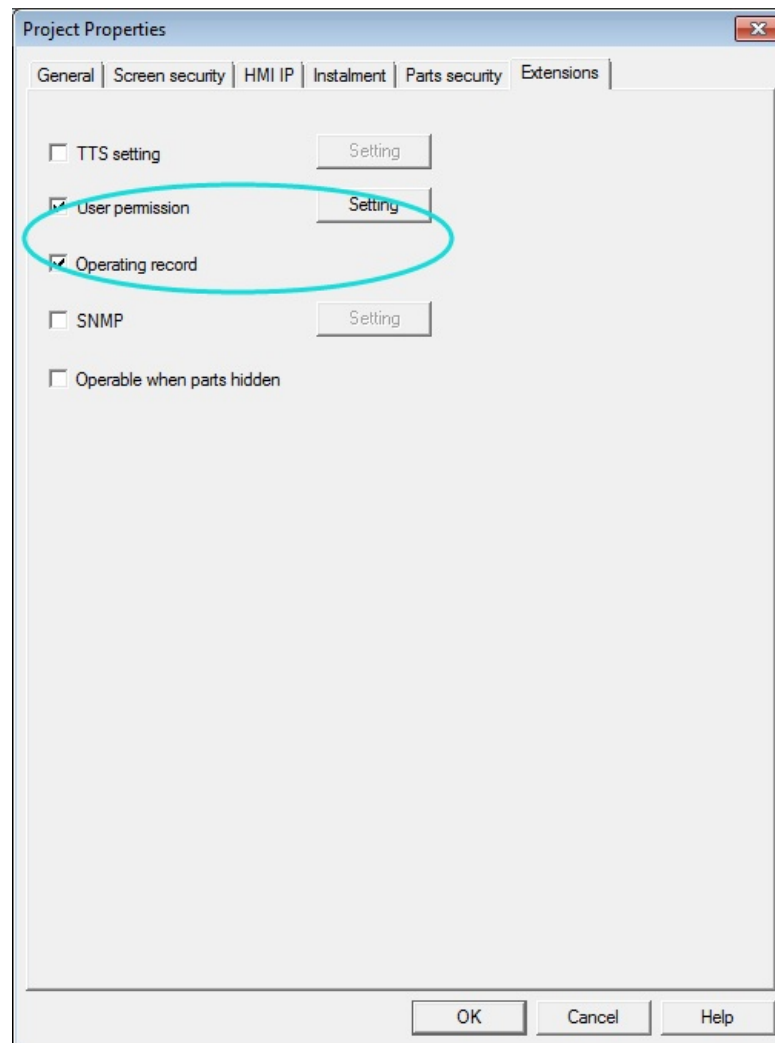 Project Properties
General Screen security HMI IP Instalment Parts security Extensions
TTS setting Setting
User permission Setting
Operating record
SNMP Setting
Operable when parts hidden
OK Cancel Help